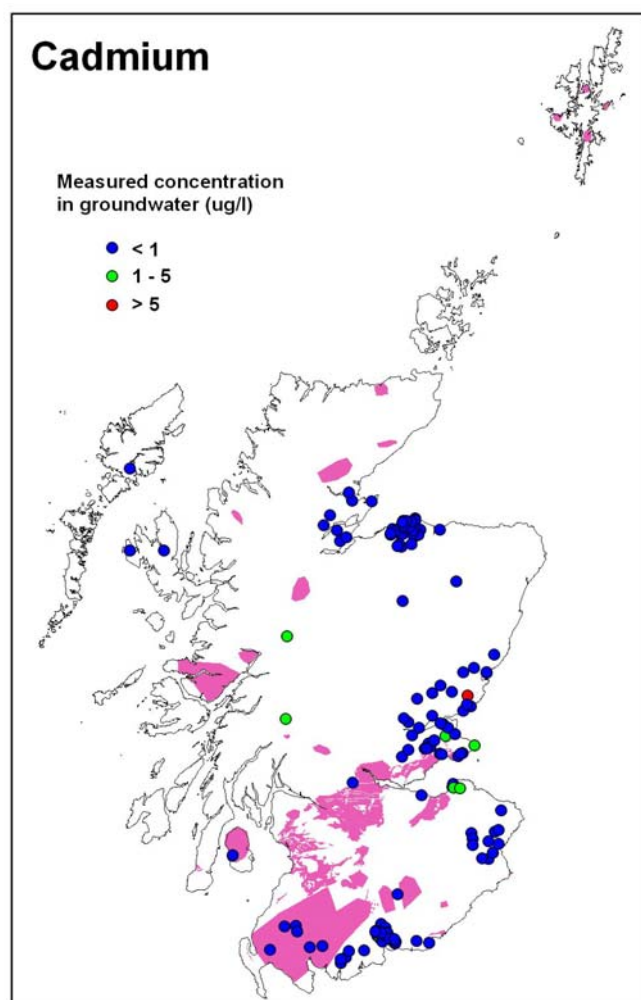 Cadmium
Measured concentration
in groundwater (ug/l)
< 1
1 - 5
> 5